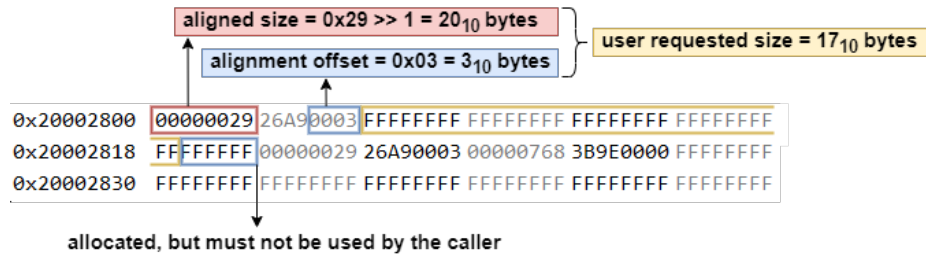 aligned size = 0x29 >> 1 = 20₁₀ bytes
alignment offset = 0x03 = 3₁₀ bytes
user requested size = 17₁₀ bytes
0x20002800 00000029 26A90003 FFFFFFFF FFFFFFFF FFFFFFFF FFFFFFFF
0x20002818 FFFFFFFF 00000029 26A90003 00000768 3B9E0000 FFFFFFFF
0x20002830 FFFFFFFF FFFFFFFF FFFFFFFF FFFFFFFF FFFFFFFF FFFFFFFF
allocated, but must not be used by the caller